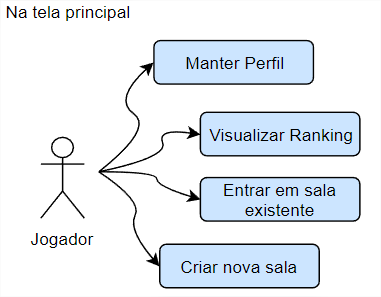 Na tela principal
Manter Perfil
Visualizar Ranking
Entrar em sala
existente
Jogador
Criar nova sala